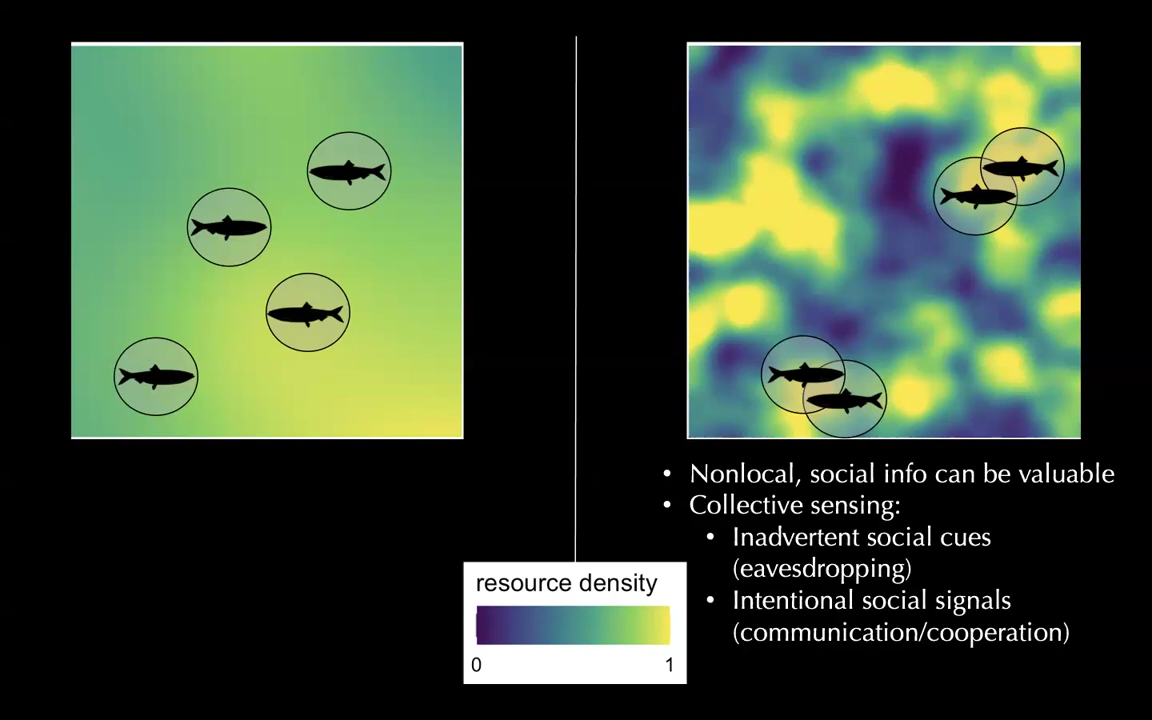 • Nonlocal, social info can be valuable
• Collective sensing:
• Inadvertent social cues
(eavesdropping)
• Intentional social signals
(communication/cooperation)
resource density
0 1